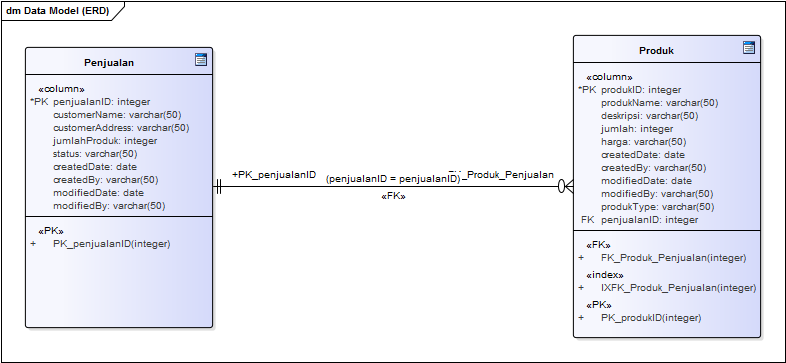 dm Data Model (ERD)
Penjualan
«column»
*PK penjualanID: integer
customerName: varchar(50)
customerAddress: varchar(50)
jumlahProduk: integer
status: varchar(50)
createdDate: date
createdBy: varchar(50)
modifiedDate: date
modifiedBy: varchar(50)
«PK»
+ PK_penjualanID(integer)
+PK_penjualanID
(penjualanID = penjualanID)
_Produk_Penjualan
«FK»
Produk
«column»
*PK produkID: integer
produkName: varchar(50)
deskripsi: varchar(50)
jumlah: integer
harga: varchar(50)
createdDate: date
createdBy: varchar(50)
modifiedDate: date
modifiedBy: varchar(50)
produkType: varchar(50)
FK penjualanID: integer
«FK»
+ FK_Produk_Penjualan(integer)
«index»
+ IXFK_Produk_Penjualan(integer)
«PK»
+ PK_produkID(integer)